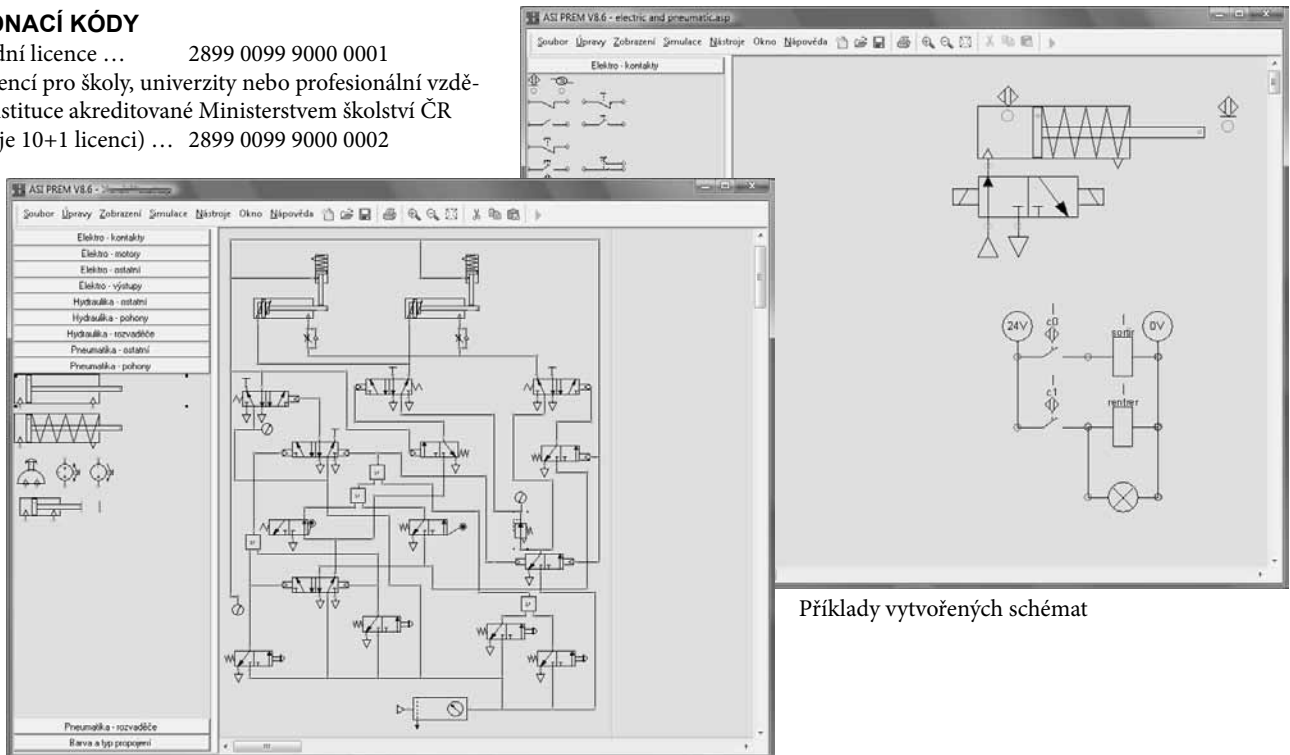 DNACÍ KÓDY
dní licence … 2899 0099 9000 0001
encí pro školy, univerzity nebo profesionální vzdě-
stituce akreditované Ministerstvem školství ČR
je 10+1 licenci) … 2899 0099 9000 0002
ASI PREM V8.6 - electric and pneumatic.asp
Soubor Úpravy Zobrazení Simulace Nástroje Okno Nápověda
Elektro - kontakty
24V
c0
sortir
0V
c1
rentrer
ASI PREM V8.6 -
Soubor Úpravy Zobrazení Simulace Nástroje Okno Nápověda
Elektro - kontakty
Elektro - motory
Elektro - ostatní
Elektro - výstupy
Hydraulika - ostatní
Hydraulika - pohony
Hydraulika - rozvaděče
Pneumatika - ostatní
Pneumatika - pohony
Pneumatika - rozvaděče
Barva a typ propojení
Příklady vytvořených schémat